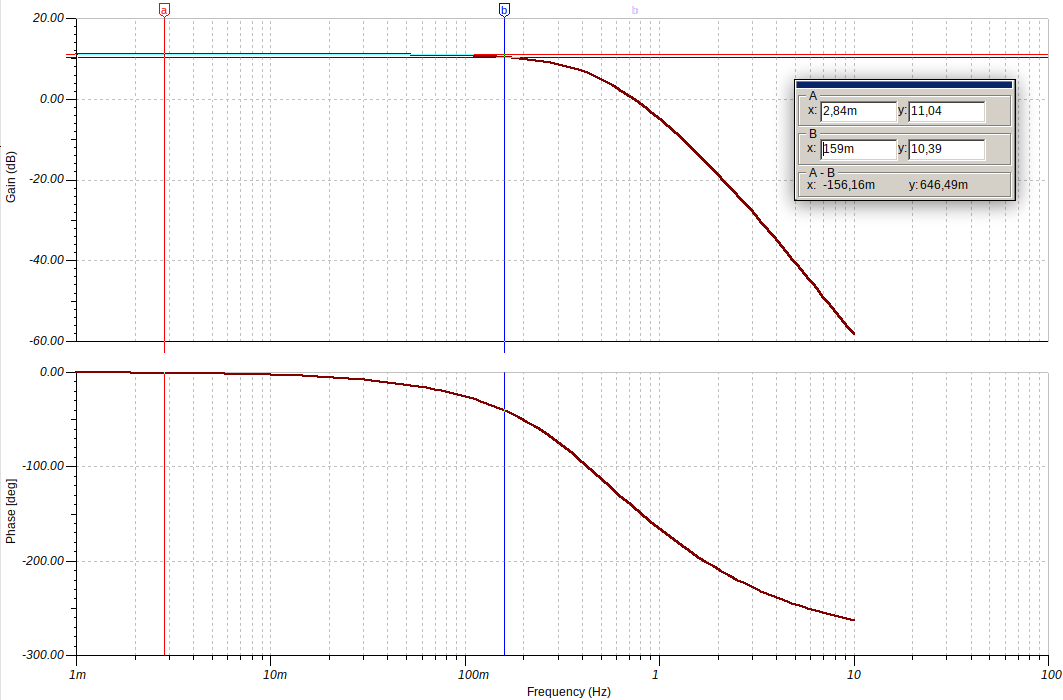 a b b
20.00
0.00
-20.00
-40.00
-60.00
Gain (dB)
A
x: 2,84m y: 11,04
B
x: 159m y: 10,39
A - B
x: -156,16m y: 646,49m
0.00
-100.00
-200.00
-300.00
Phase [deg]
1m 10m 100m 1 10 100
Frequency (Hz)